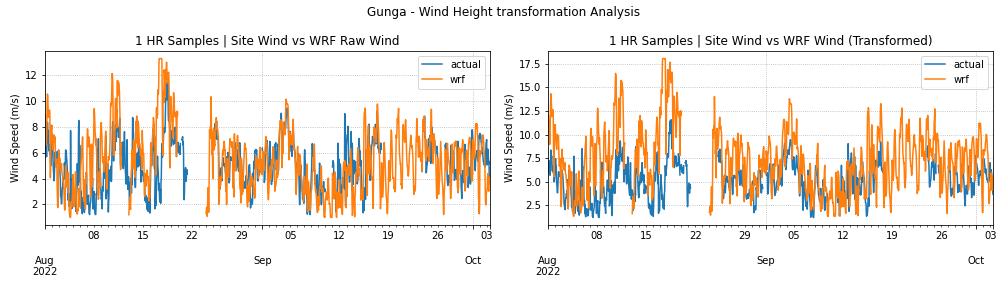 Gunga - Wind Height transformation Analysis
1 HR Samples | Site Wind vs WRF Raw Wind
Wind Speed (m/s)
12
10
8
6
4
2
actual
wrf
08
15
22
29
05
12
19
26
03
Aug
2022
Sep
Oct
1 HR Samples | Site Wind vs WRF Wind (Transformed)
Wind Speed (m/s)
17.5
15.0
12.5
10.0
7.5
5.0
2.5
actual
wrf
08
15
22
29
05
12
19
26
03
Aug
2022
Sep
Oct